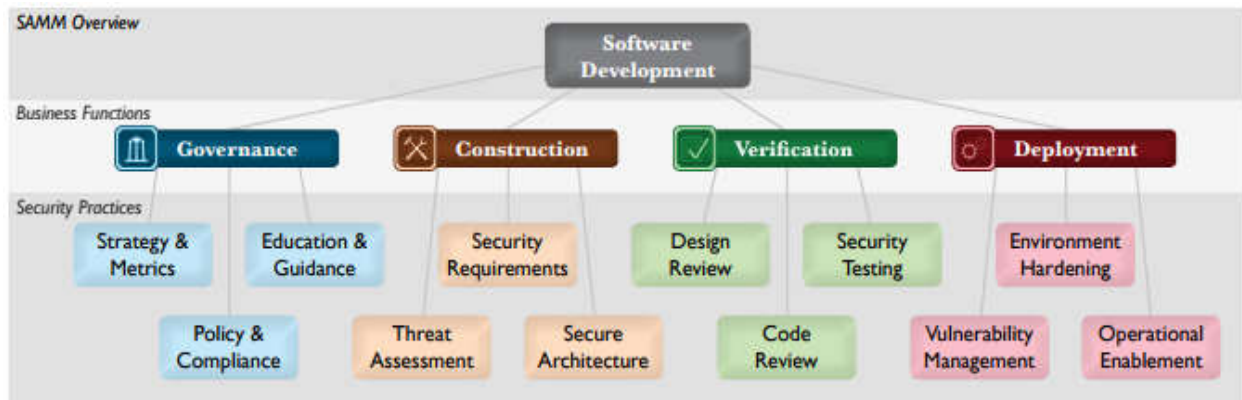 SAMM Overview
Software
Development
Business Functions
Governance
Construction
Verification
Deployment
Security Practices
Strategy &
Metrics
Education &
Guidance
Security
Requirements
Design
Review
Security
Testing
Environment
Hardening
Policy &
Compliance
Threat
Assessment
Secure
Architecture
Code
Review
Vulnerability
Management
Operational
Enablement